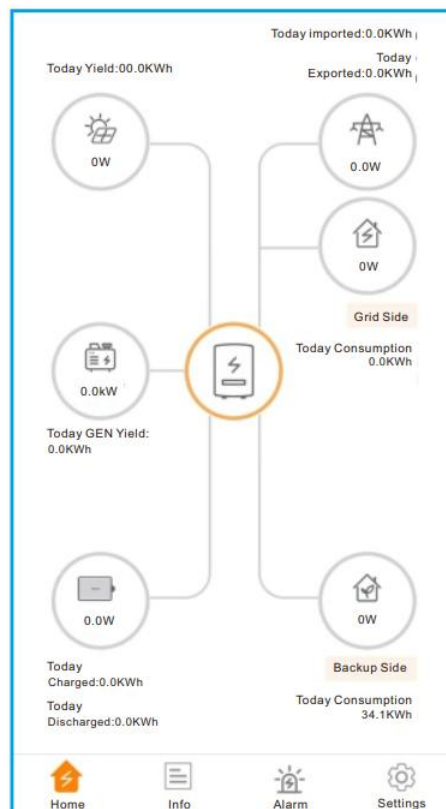 Today imported:0.0KWh
Today
Exported:0.0KWh
Today Yield:00.0KWh
0W
0.0W
0W
Grid Side
Today Consumption
0.0KWh
0.0kW
Today GEN Yield:
0.0KWh
0.0W
0W
Today
Charged:0.0KWh
Today
Discharged:0.0KWh
Backup Side
Today Consumption
34.1KWh
Home
Info
Alarm
Settings